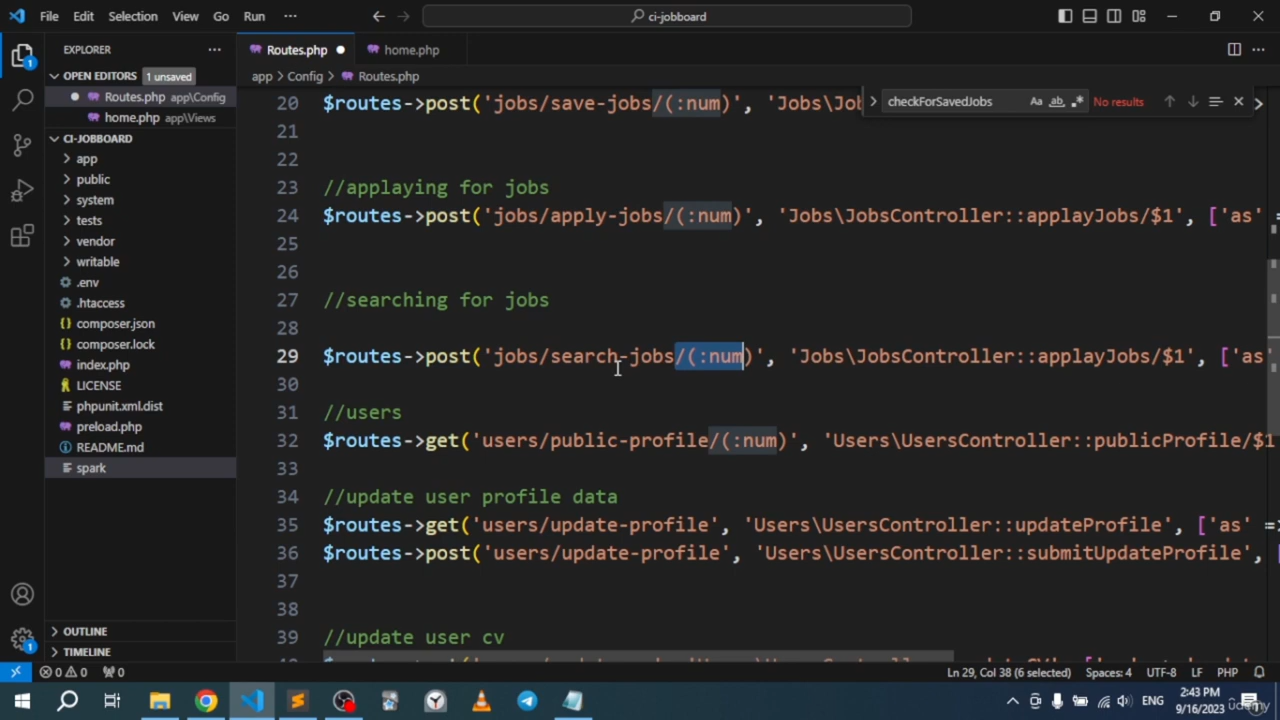 File Edit Selection View Go Run ··· ci-jobboard
EXPLORER ··· Routes.php home.php
OPEN EDITORS 1 unsaved app > Config > Routes.php
Routes.php app\Config
home.php app\Views
CI-JOBBOARD
app
public
system
tests
vendor
writable
.env
.htaccess
composer.json
composer.lock
index.php
LICENSE
phpunit.xml.dist
preload.php
README.md
spark
OUTLINE
TIMELINE
checkForSavedJobs Aa ab .* No results
20 $routes->post('jobs/save-jobs/(:num)', 'Jobs\Job
21
22
23 //applaying for jobs
24 $routes->post('jobs/apply-jobs/(:num)', 'Jobs\JobsController::applayJobs/$1', ['as' =
25
26
27 //searching for jobs
28
29 $routes->post('jobs/search-jobs/(:num)', 'Jobs\JobsController::applayJobs/$1', ['as'
30
31 //users
32 $routes->get('users/public-profile/(:num)', 'Users\UsersController::publicProfile/$1
33
34 //update user profile data
35 $routes->get('users/update-profile', 'Users\UsersController::updateProfile', ['as' =>
36 $routes->post('users/update-profile', 'Users\UsersController::submitUpdateProfile', [
37
38
39 //update user cv
0 0 0 Ln 29, Col 38 (6 selected) Spaces: 4 UTF-8 LF PHP
ENG 2:43 PM
9/16/2023
udemy